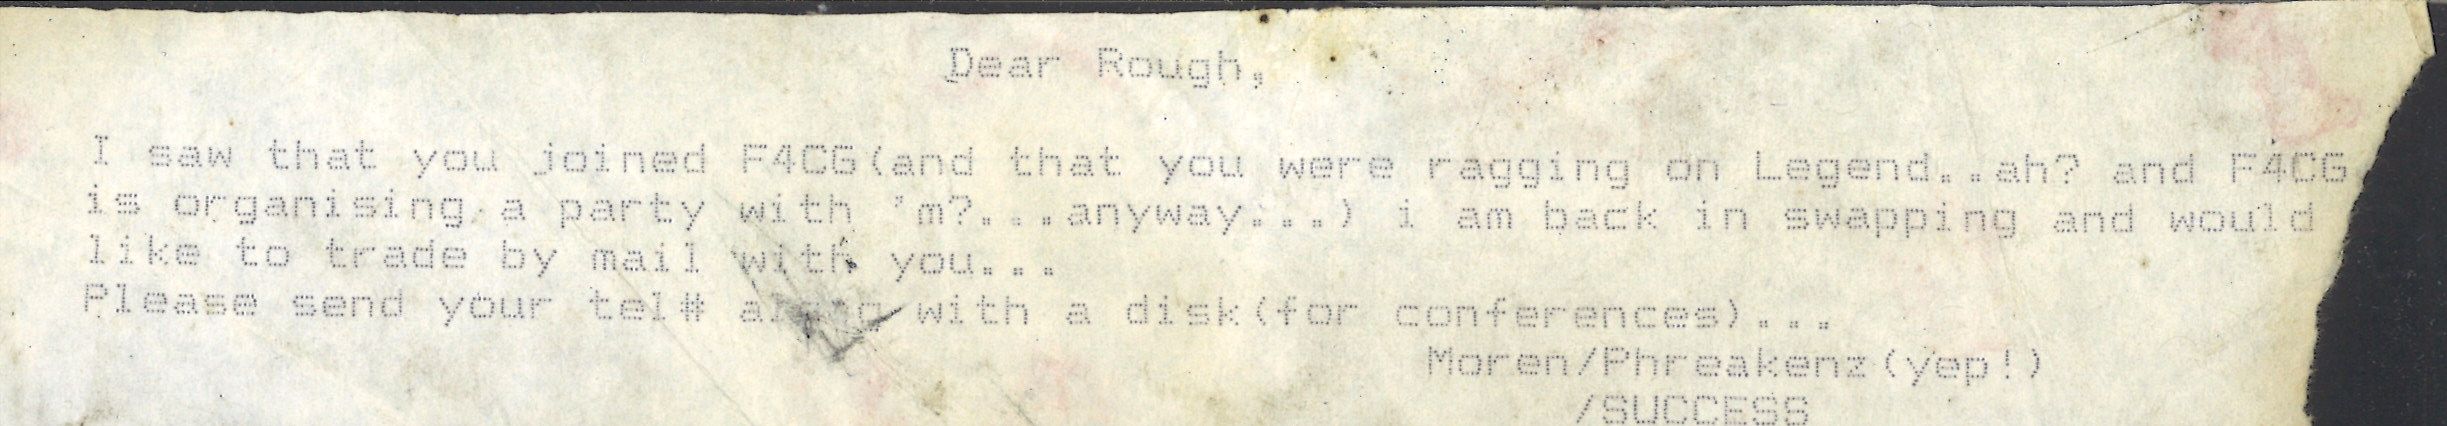 Dear Rough,
I saw that you joined F4CG(and that you were ragging on Legend..ah? and F4CG
is organising a party with 'm?...anyway...) i am back in swapping and would
like to trade by mail with you...
Please send your tel# along with a disk(for conferences)...
Moren/Phreakenz(yep!)
/SUCCESS